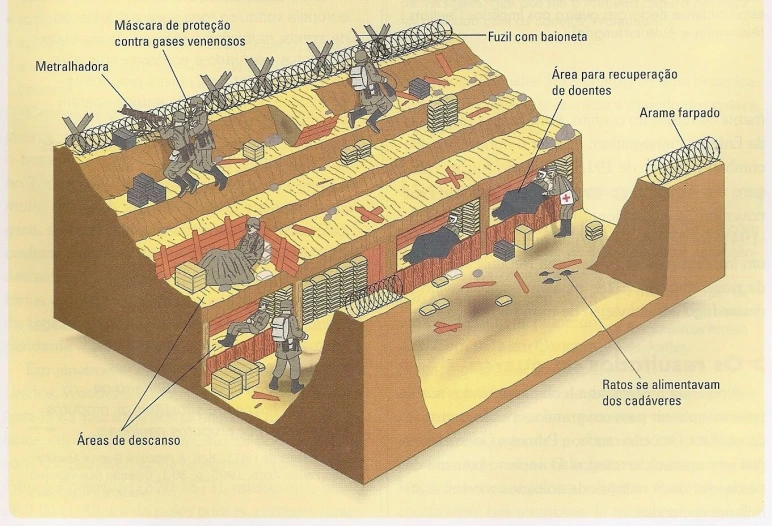 Máscara de proteção
contra gases venenosos
Fuzil com baioneta
Metralhadora
Área para recuperação
de doentes
Arame farpado
Ratos se alimentavam
dos cadáveres
Áreas de descanso